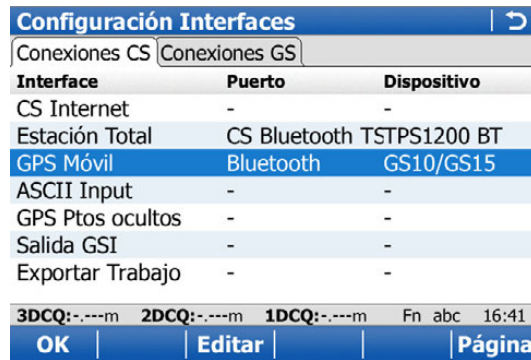 Configuración Interfaces
Conexiones CS Conexiones GS
Interface Puerto Dispositivo
CS Internet - -
Estación Total CS Bluetooth TSTPS1200 BT
GPS Móvil Bluetooth GS10/GS15
ASCII Input - -
GPS Ptos ocultos - -
Salida GSI - -
Exportar Trabajo - -
3DCQ:-.---m 2DCQ:-.---m 1DCQ:-.---m Fn abc 16:41
OK Editar Página